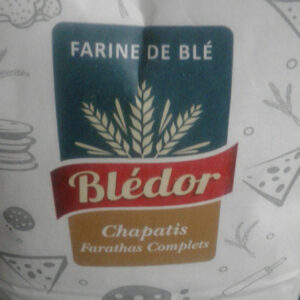 FARINE DE BLÉ
Blédor
Chapatis
Farathas Complets